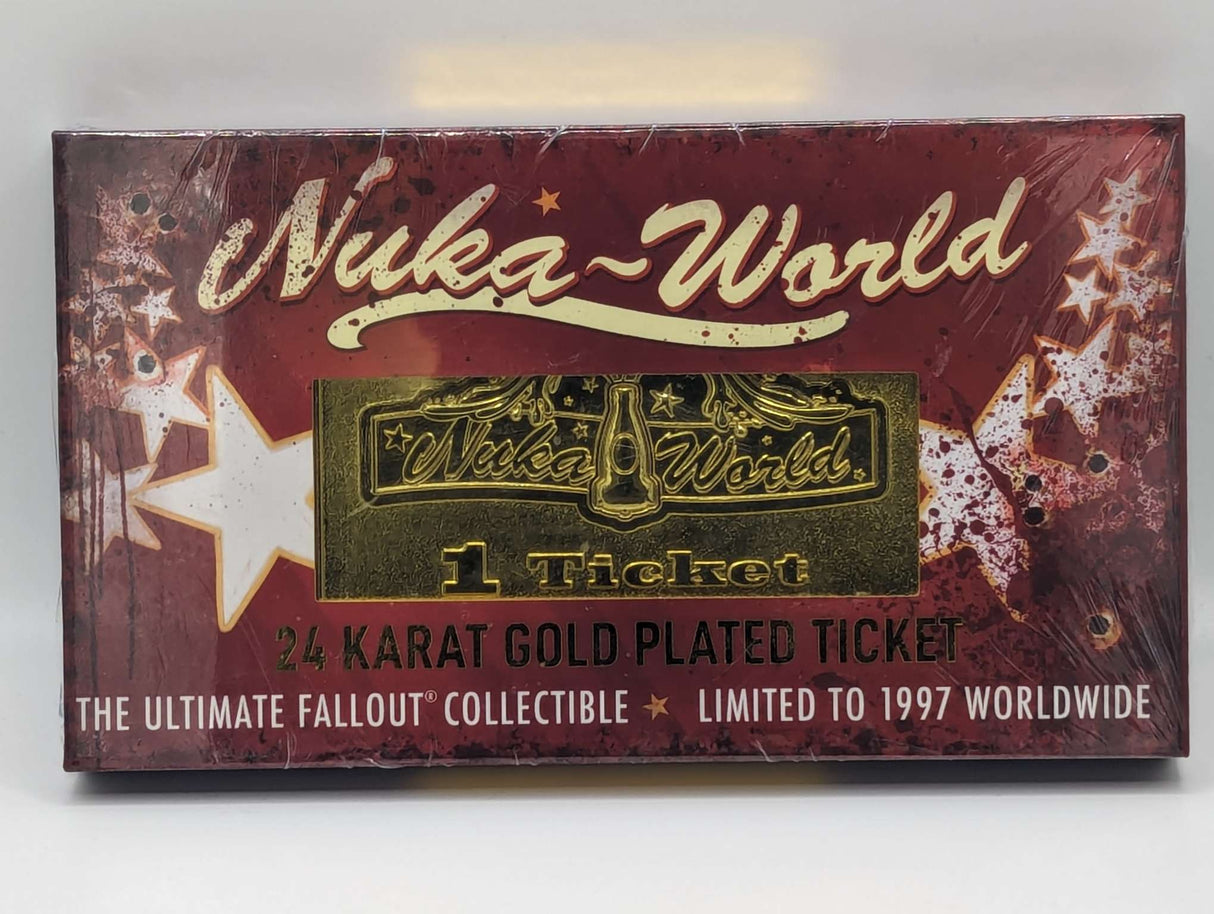 Nuka~World
Nuka World
1 Ticket
24 KARAT GOLD PLATED TICKET
THE ULTIMATE FALLOUT® COLLECTIBLE ★ LIMITED TO 1997 WORLDWIDE